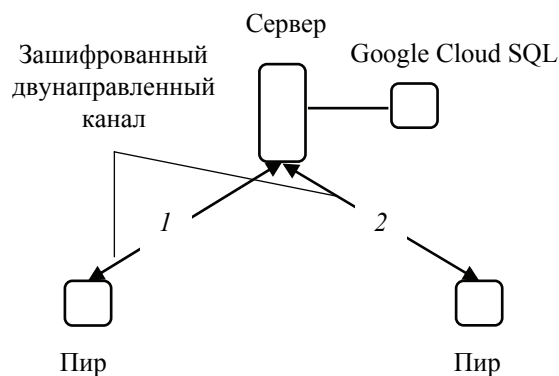 Сервер
Google Cloud SQL
Зашифрованный
двунаправленный
канал
1
2
Пир
Пир